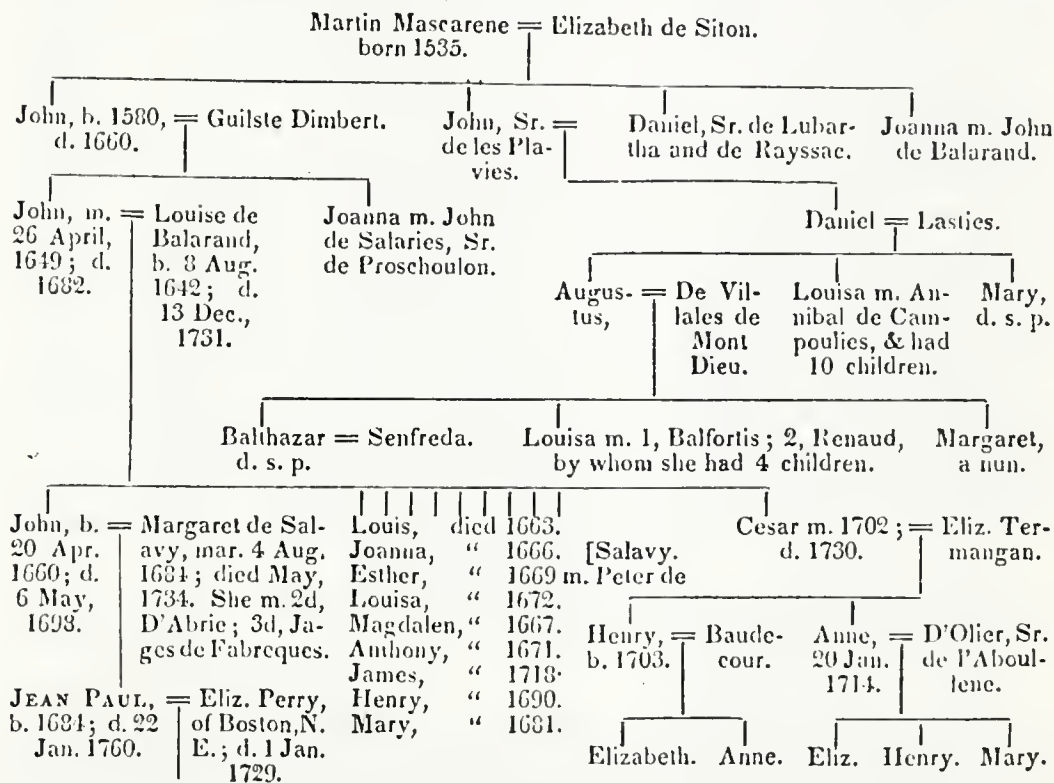 Martin Mascarene = Elizabeth de Siton.
born 1535.
John, b. 1580, = Guilste Dimbert.
d. 1660.
John, Sr. =
de les Pla-
vies.
Daniel, Sr. de Lubar-
tha and de Rayssac.
Joanna m. John
de Balarand.
John, m. =
26 April,
1649; d.
1682.
Louise de
Balarand,
b. 8 Aug.
1642; d.
13 Dec.,
1731.
Joanna m. John
de Salaries, Sr.
de Proschoulon.
Daniel = Lasties.
Augus- =
tus,
De Vil-
lales de
Mont
Dieu.
Louisa m. An-
nibal de Cam-
poulies, & had
10 children.
Mary,
d. s. p.
Balthazar = Senfreda.
d. s. p.
Louisa m. 1, Balfortis; 2, Renaud,
by whom she had 4 children.
Margaret,
a nun.
John, b. =
20 Apr.
1660; d.
6 May,
1698.
Margaret de Sal-
avy, mar. 4 Aug.
1684; died May,
1734. She m. 2d,
D'Abric; 3d, Ja-
ges de Fabreques.
Louis, died 1663.
Joanna, " 1666. [Salavy.
Esther, " 1669 m. Peter de
Louisa, " 1672.
Magdalen, " 1667.
Anthony, " 1671.
James, " 1718.
Henry, " 1690.
Mary, " 1681.
Cesar m. 1702; =
d. 1730.
Eliz. Ter-
mangan.
Henry, =
b. 1703.
Baude-
cour.
Anne, =
20 Jan.
1714.
D'Olier, Sr.
de l'Aboul-
lene.
JEAN PAUL, =
b. 1684; d. 22
Jan. 1760.
Eliz. Perry,
of Boston, N.
E.; d. 1 Jan.
1729.
Elizabeth. Anne. Eliz. Henry. Mary.